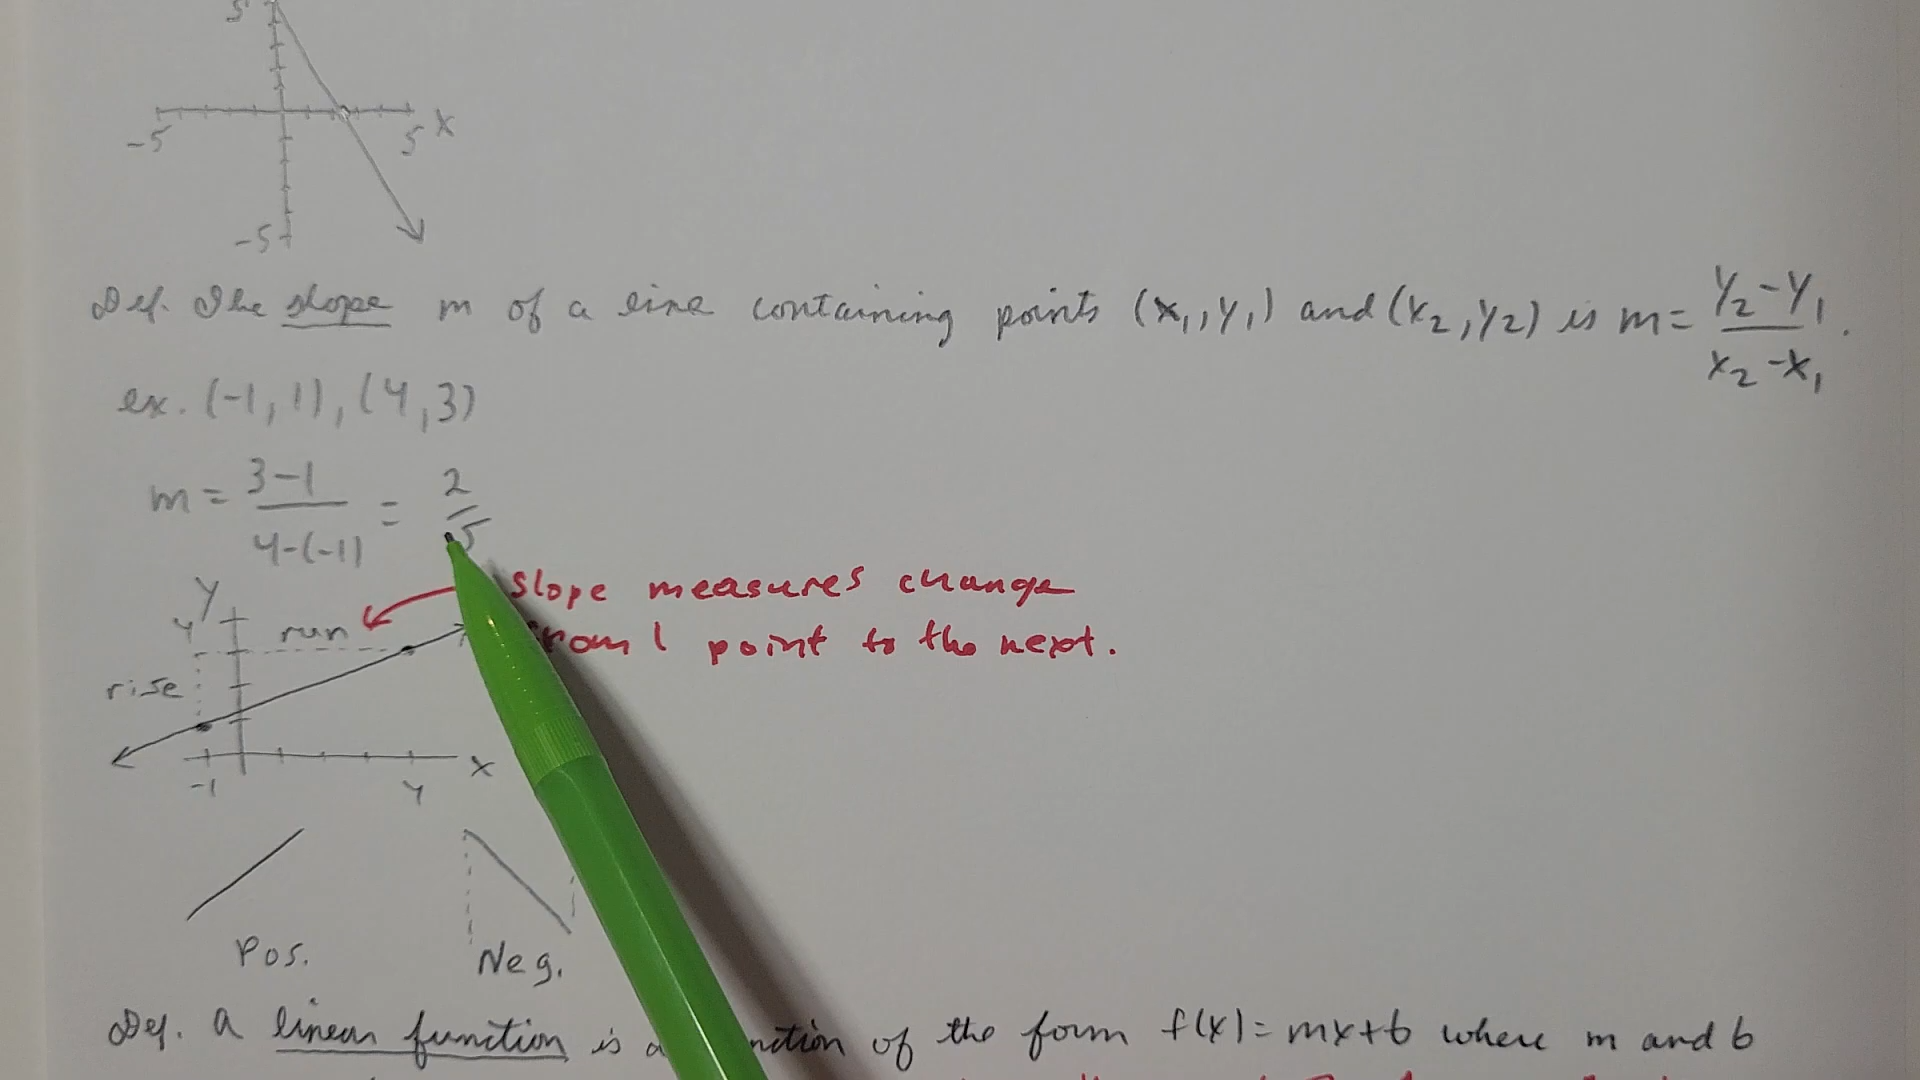 5
-5 5 X
-5
Def. The slope m of a line containing points (x₁,y₁) and (x₂,y₂) is m = (y₂-y₁)/(x₂-x₁).
ex. (-1,1), (4,3)
m = (3-1)/(4-(-1)) = 2/5
slope measures change
from 1 point to the next.
y
4
run
rise
x
-1 4
Pos. Neg.
Def. A linear function is a of the form f(x) = mx+b where m and b